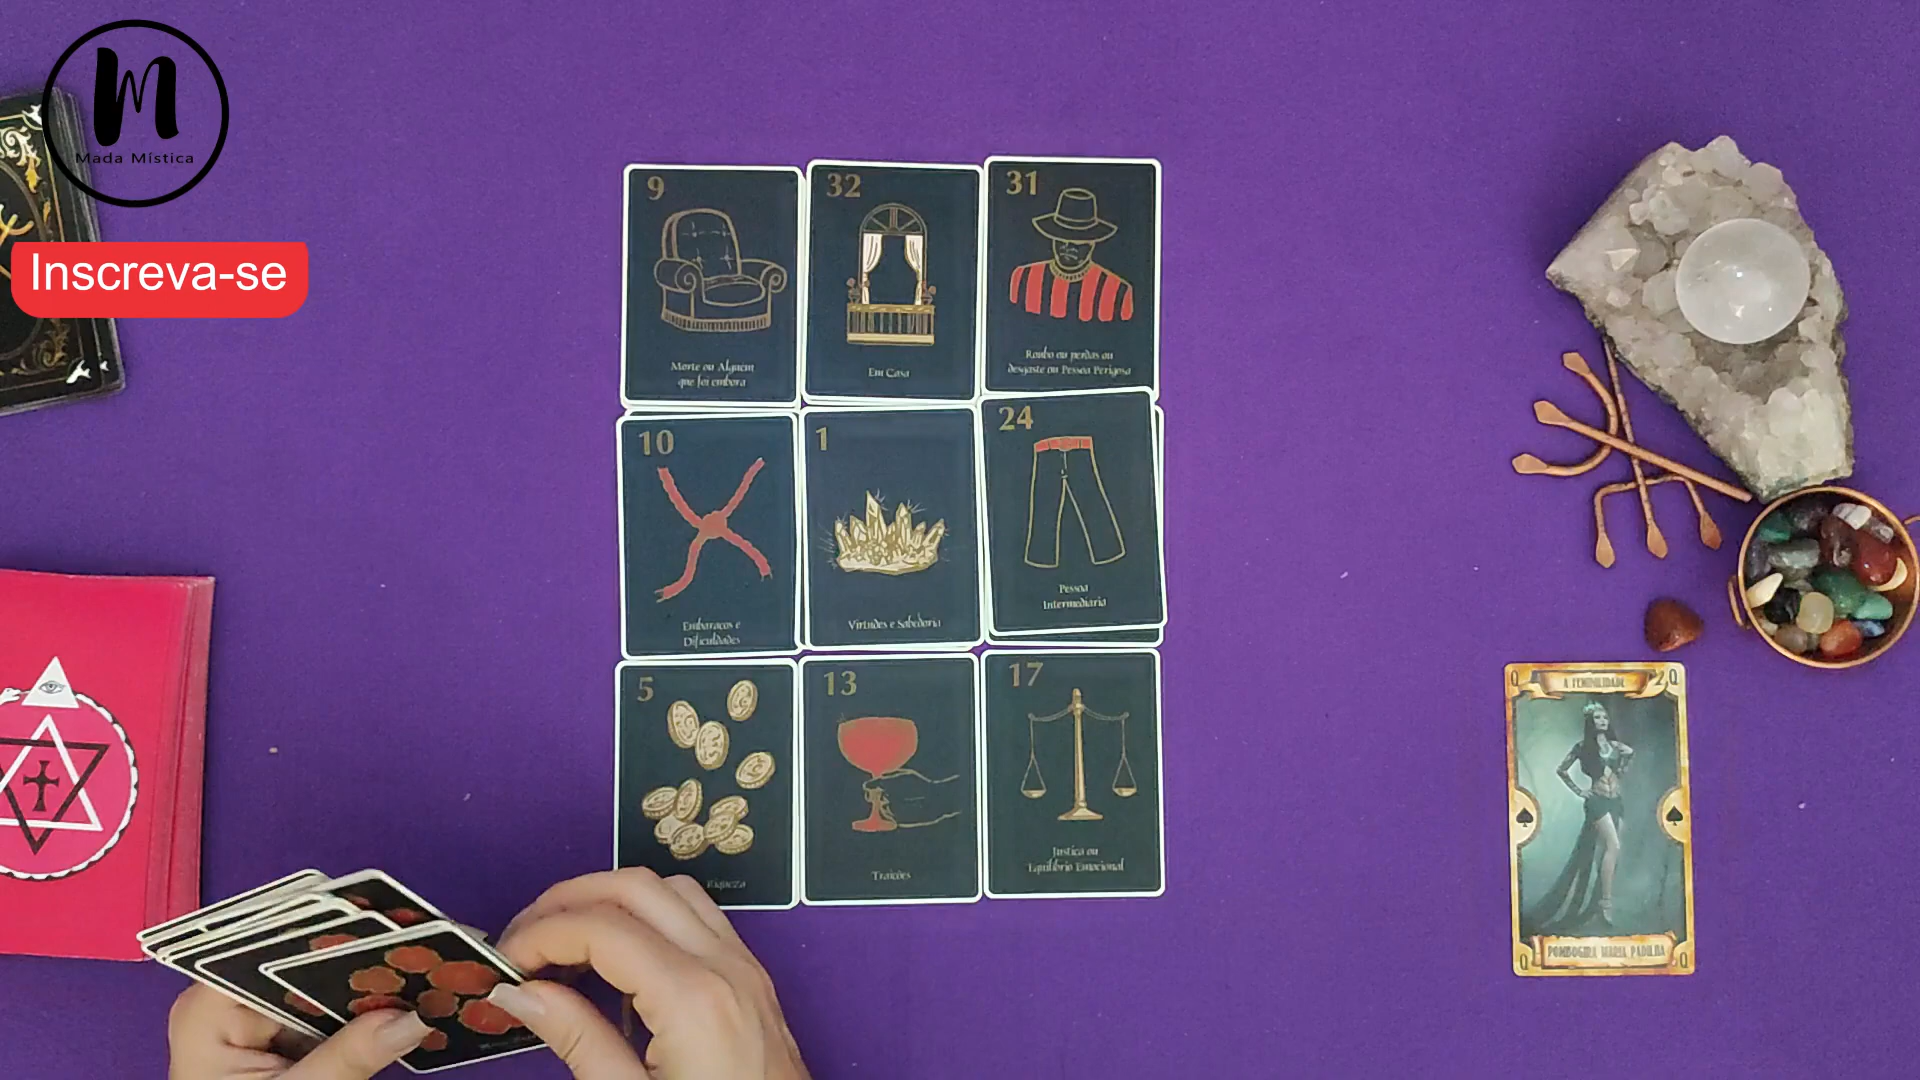 Mada Mística
Inscreva-se
9
Morte ou Alguem
que foi embora
32
Em Casa
31
Roubo ou perdas ou
desgaste ou Pessoa Perigosa
10
Embaraços e
Dificuldades
1
Virtudes e Sabedoria
24
Pessoa
Intermediaria
5
Riqueza
13
Traições
17
Justiça ou
Equilíbrio Emocional
Q
A FEMINILIDADE
2 Q
POMBOGIRA MARIA PADILHA
Q
Q